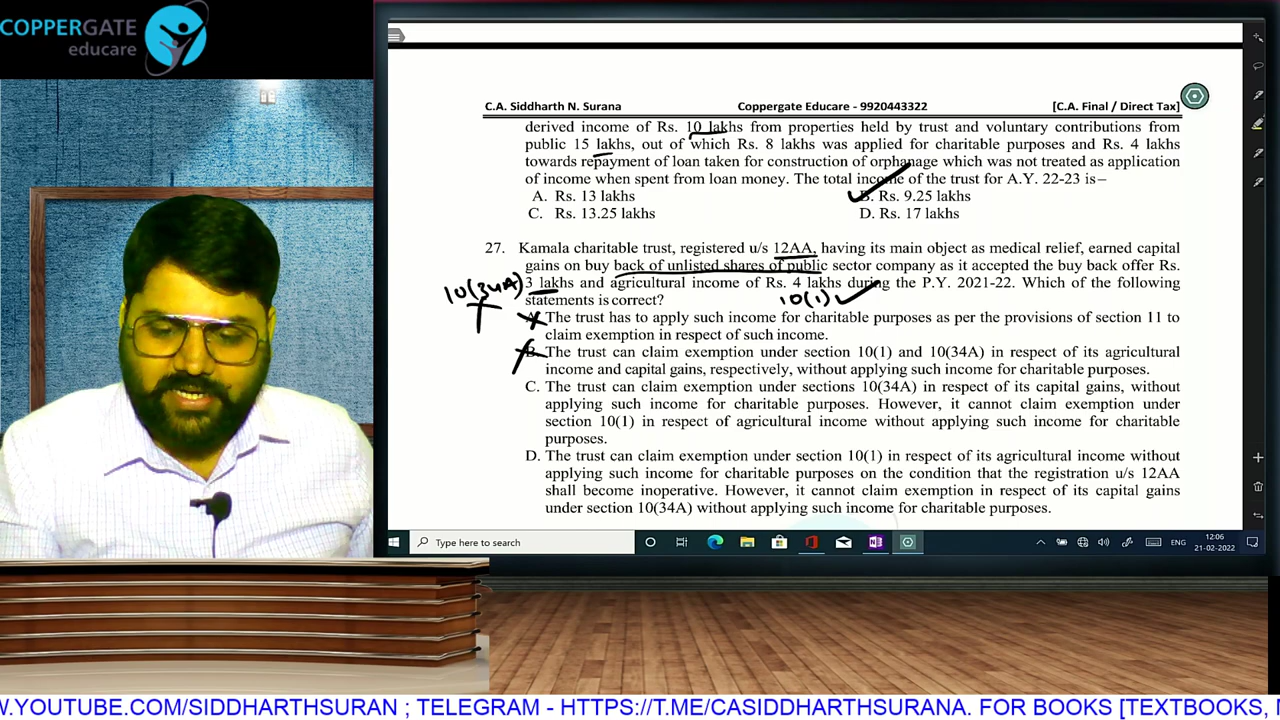 COPPERGATE
educare
C.A. Siddharth N. Surana Coppergate Educare - 9920443322 [C.A. Final / Direct Tax]
derived income of Rs. 10 lakhs from properties held by trust and voluntary contributions from
public 15 lakhs, out of which Rs. 8 lakhs was applied for charitable purposes and Rs. 4 lakhs
towards repayment of loan taken for construction of orphanage which was not treated as application
of income when spent from loan money. The total income of the trust for A.Y. 22-23 is–
A. Rs. 13 lakhs B. Rs. 9.25 lakhs
C. Rs. 13.25 lakhs D. Rs. 17 lakhs
27. Kamala charitable trust, registered u/s 12AA, having its main object as medical relief, earned capital
gains on buy back of unlisted shares of public sector company as it accepted the buy back offer Rs.
10(34A) 3 lakhs and agricultural income of Rs. 4 lakhs during the P.Y. 2021-22. Which of the following
statements is correct? 10(1)
A. The trust has to apply such income for charitable purposes as per the provisions of section 11 to
claim exemption in respect of such income.
B. The trust can claim exemption under section 10(1) and 10(34A) in respect of its agricultural
income and capital gains, respectively, without applying such income for charitable purposes.
C. The trust can claim exemption under sections 10(34A) in respect of its capital gains, without
applying such income for charitable purposes. However, it cannot claim exemption under
section 10(1) in respect of agricultural income without applying such income for charitable
purposes.
D. The trust can claim exemption under section 10(1) in respect of its agricultural income without
applying such income for charitable purposes on the condition that the registration u/s 12AA
shall become inoperative. However, it cannot claim exemption in respect of its capital gains
under section 10(34A) without applying such income for charitable purposes.
Type here to search
ENG
12:06
21-02-2022
W.YOUTUBE.COM/SIDDHARTHSURAN ; TELEGRAM - HTTPS://T.ME/CASIDDHARTHSURANA. FOR BOOKS [TEXTBOOKS,